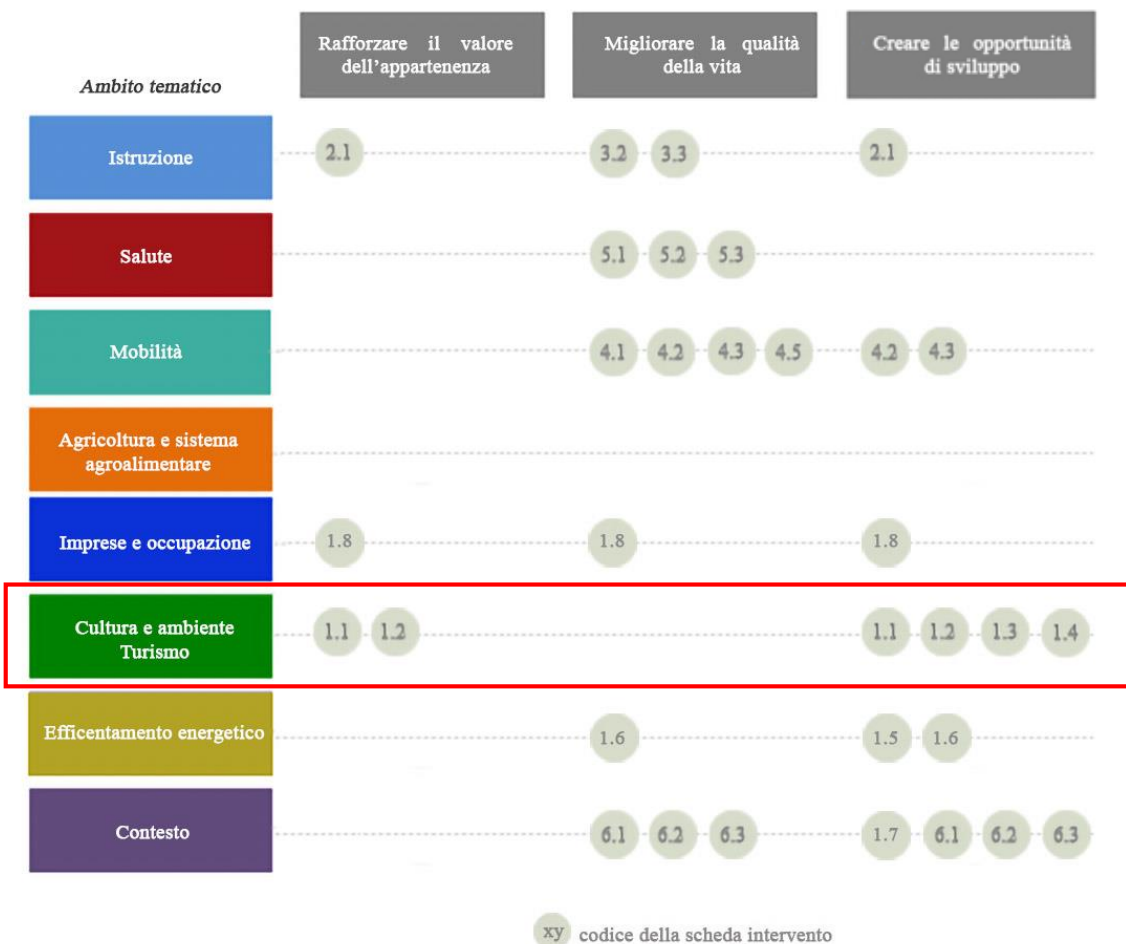 Rafforzare il valore
dell'appartenenza
Migliorare la qualità
della vita
Creare le opportunità
di sviluppo
Ambito tematico
Istruzione
2.1
3.2
3.3
2.1
Salute
5.1
5.2
5.3
Mobilità
4.1
4.2
4.3
4.5
4.2
4.3
Agricoltura e sistema
agroalimentare
Imprese e occupazione
1.8
1.8
1.8
Cultura e ambiente
Turismo
1.1
1.2
1.1
1.2
1.3
1.4
Efficentamento energetico
1.6
1.5
1.6
Contesto
6.1
6.2
6.3
1.7
6.1
6.2
6.3
xy codice della scheda intervento